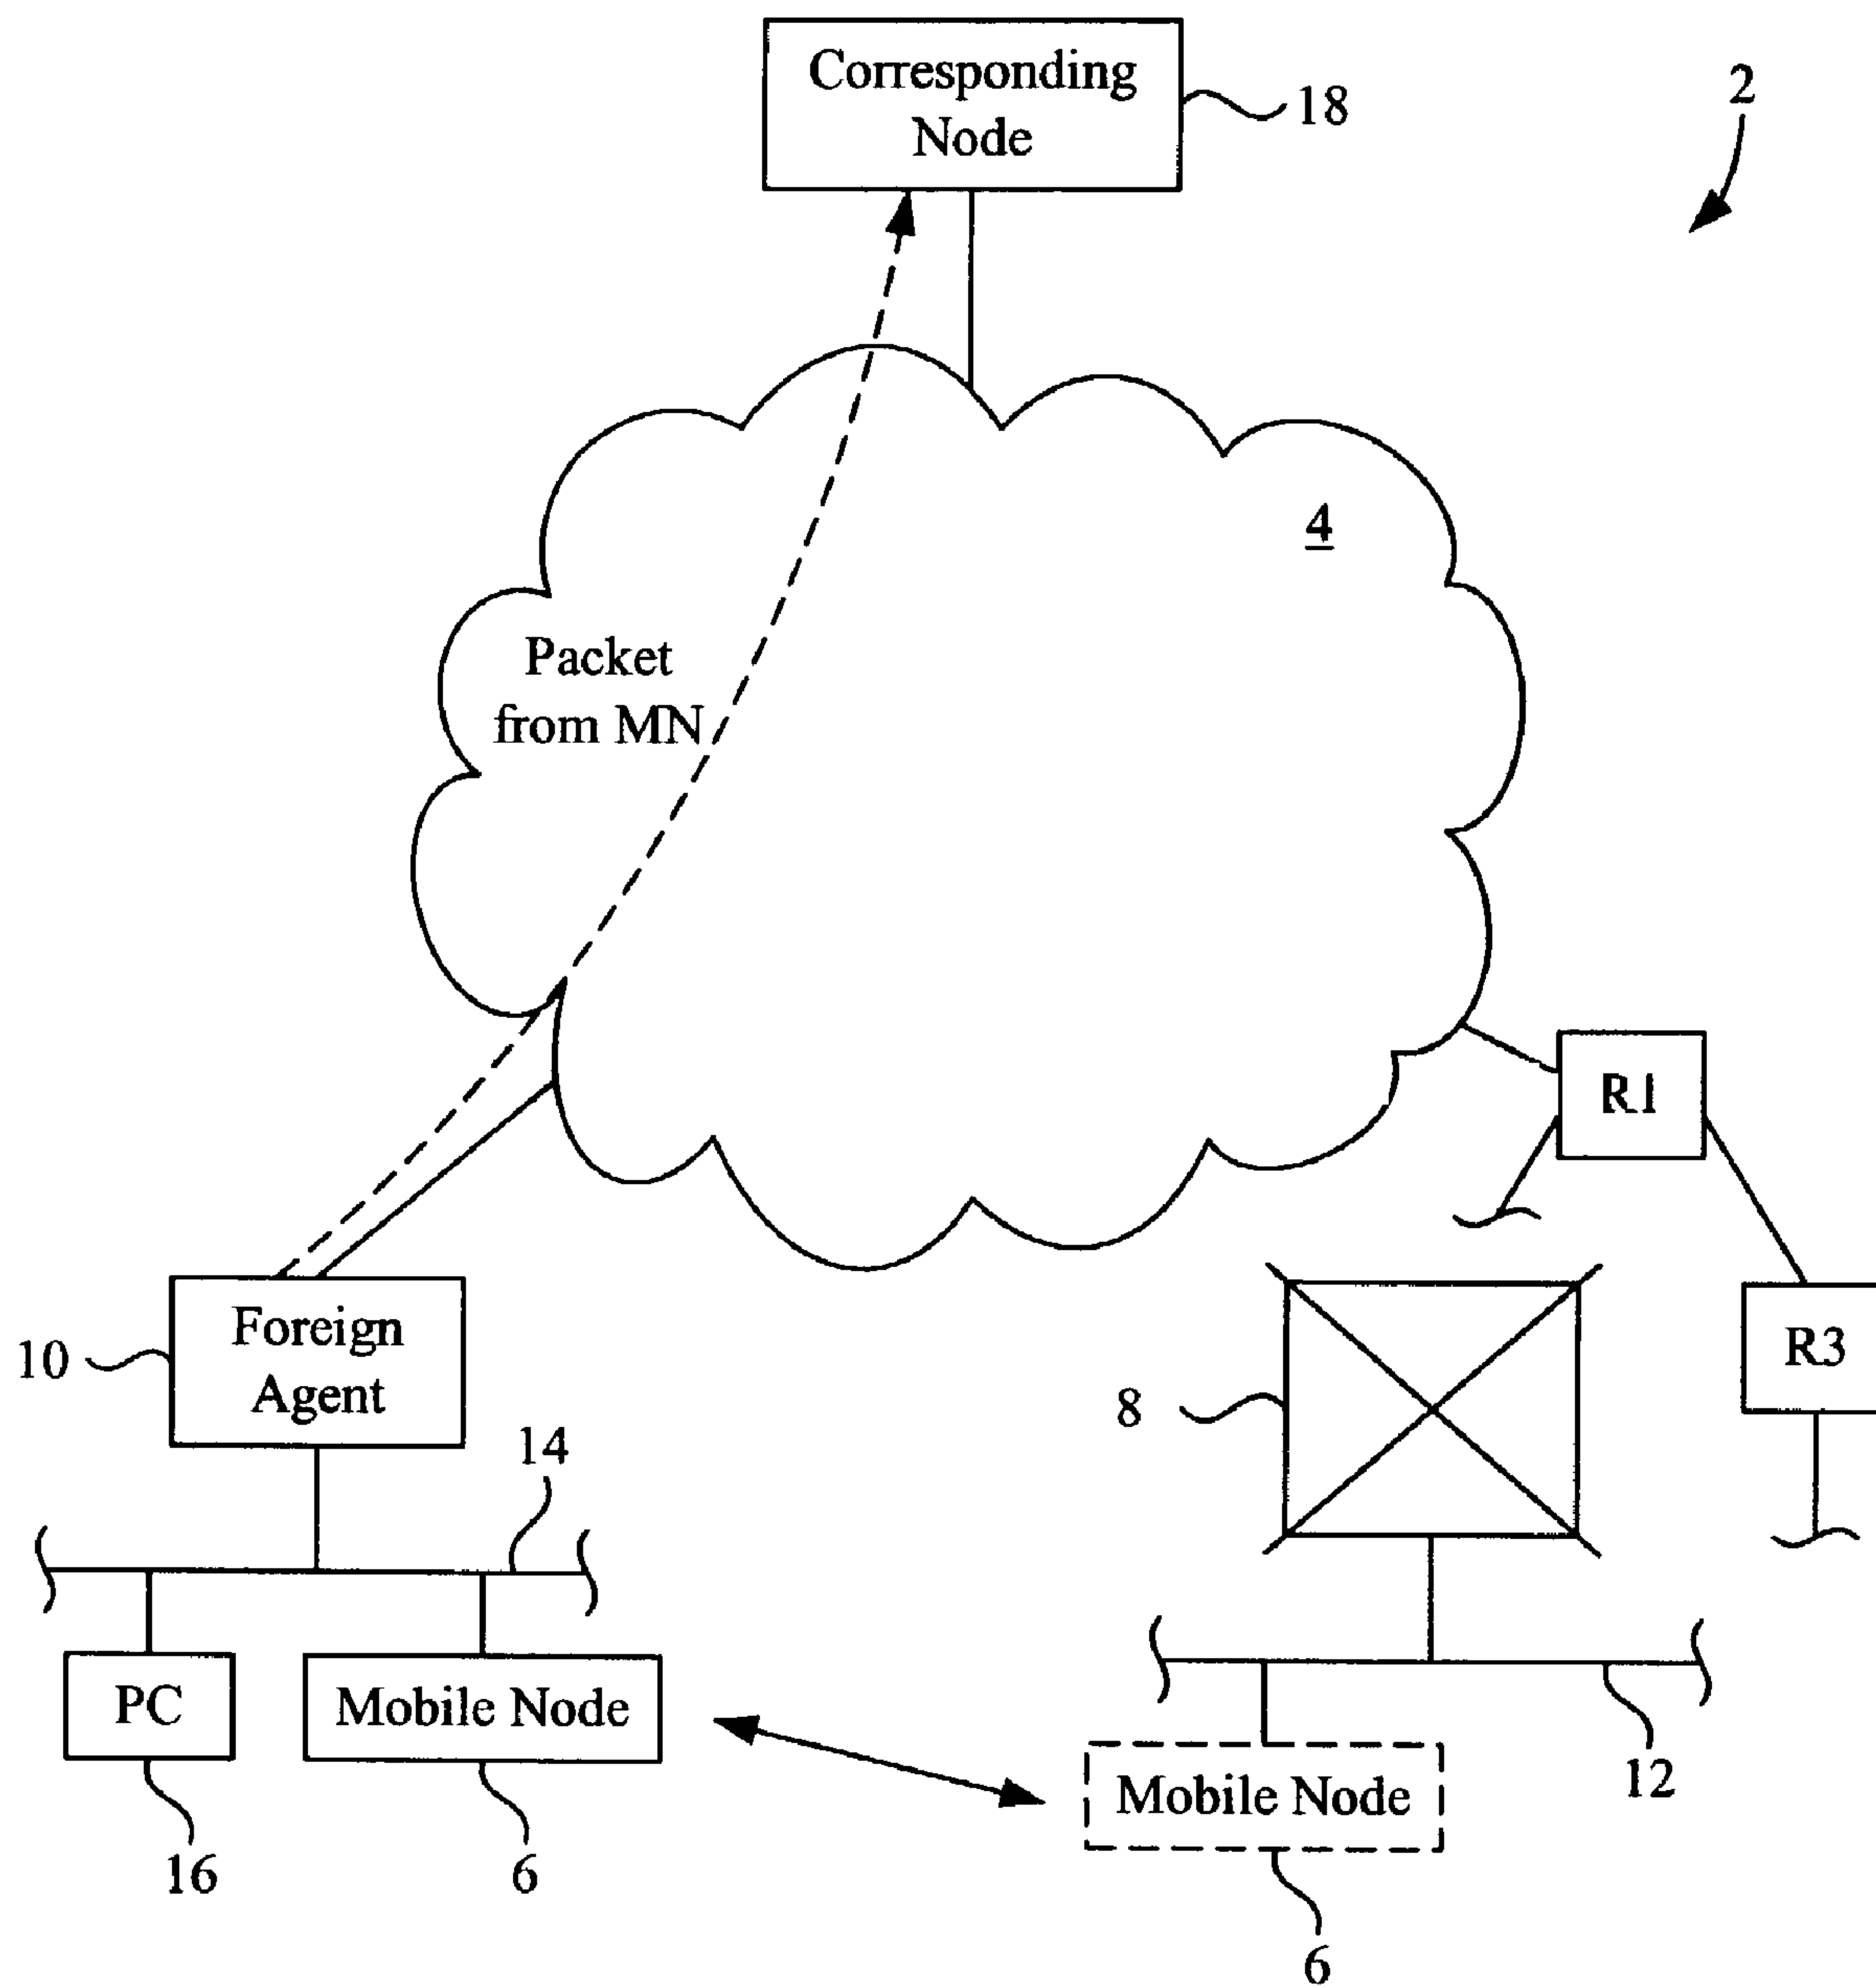 Corresponding
Node
18
2
4
Packet
from MN
R1
Foreign
Agent
10
R3
8
14
12
PC
Mobile Node
Mobile Node
16
6
6